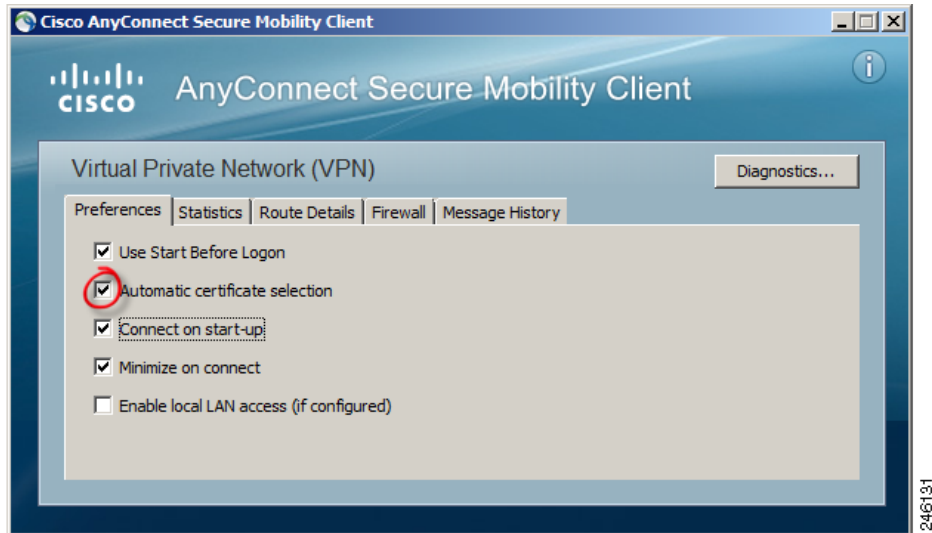 Cisco AnyConnect Secure Mobility Client
CISCO
AnyConnect Secure Mobility Client
Virtual Private Network (VPN)
Diagnostics...
Preferences
Statistics
Route Details
Firewall
Message History
Use Start Before Logon
Automatic certificate selection
Connect on start-up
Minimize on connect
Enable local LAN access (if configured)
246131